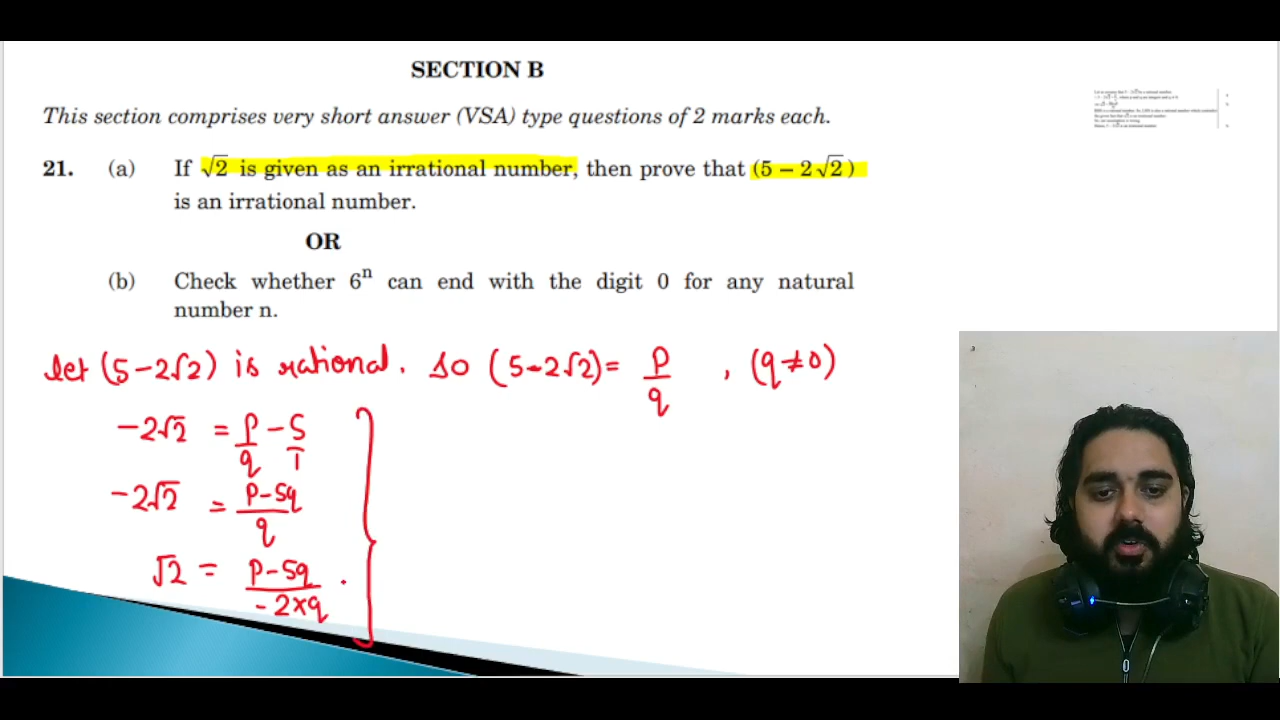 SECTION B
This section comprises very short answer (VSA) type questions of 2 marks each.
21. (a) If √2 is given as an irrational number, then prove that (5 – 2√2)
is an irrational number.
OR
(b) Check whether 6ⁿ can end with the digit 0 for any natural
number n.
let (5-2√2) is rational. so (5-2√2) = p/q , (q≠0)
-2√2 = p/q - 5/1
-2√2 = p-5q/q
√2 = p-5q/-2×q .